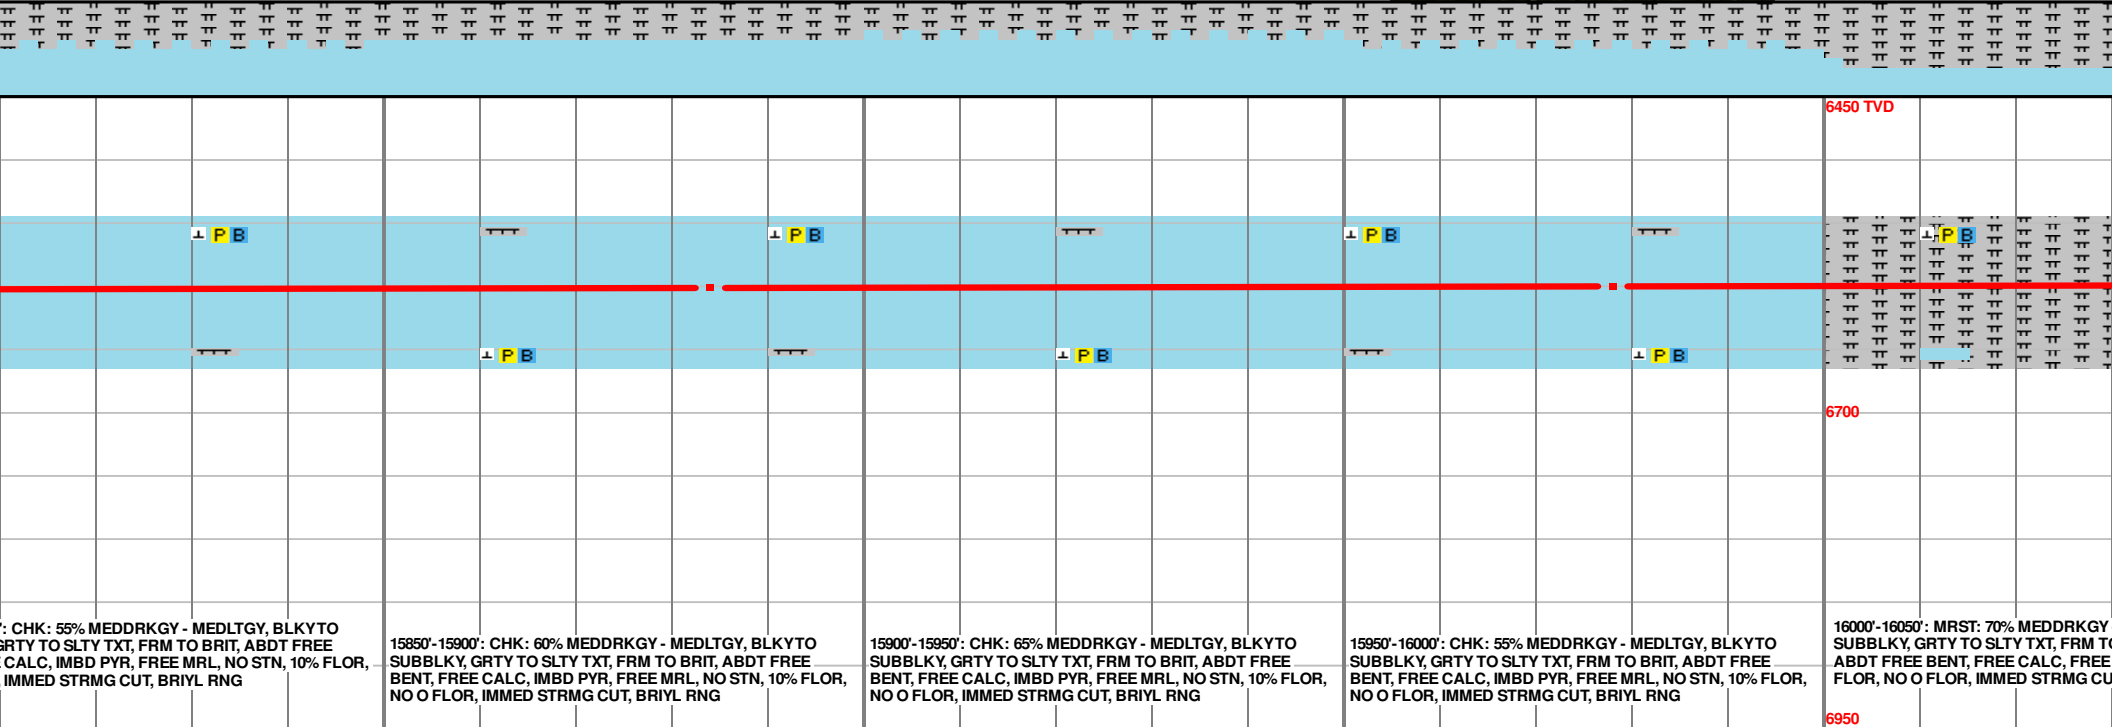 6450 TVD
P B
P B
P B
P B
P B
P B
P B
6700
': CHK: 55% MEDDRKGY - MEDLTGY, BLKYTO
GRTY TO SLTY TXT, FRM TO BRIT, ABDT FREE
CALC, IMBD PYR, FREE MRL, NO STN, 10% FLOR,
IMMED STRMG CUT, BRIYL RNG
15850'-15900': CHK: 60% MEDDRKGY - MEDLTGY, BLKYTO
SUBBLKY, GRTY TO SLTY TXT, FRM TO BRIT, ABDT FREE
BENT, FREE CALC, IMBD PYR, FREE MRL, NO STN, 10% FLOR,
NO O FLOR, IMMED STRMG CUT, BRIYL RNG
15900'-15950': CHK: 65% MEDDRKGY - MEDLTGY, BLKYTO
SUBBLKY, GRTY TO SLTY TXT, FRM TO BRIT, ABDT FREE
BENT, FREE CALC, IMBD PYR, FREE MRL, NO STN, 10% FLOR,
NO O FLOR, IMMED STRMG CUT, BRIYL RNG
15950'-16000': CHK: 55% MEDDRKGY - MEDLTGY, BLKYTO
SUBBLKY, GRTY TO SLTY TXT, FRM TO BRIT, ABDT FREE
BENT, FREE CALC, IMBD PYR, FREE MRL, NO STN, 10% FLOR,
NO O FLOR, IMMED STRMG CUT, BRIYL RNG
16000'-16050': MRST: 70% MEDDRKGY
SUBBLKY, GRTY TO SLTY TXT, FRM TO
ABDT FREE BENT, FREE CALC, FREE
FLOR, NO O FLOR, IMMED STRMG CU
6950